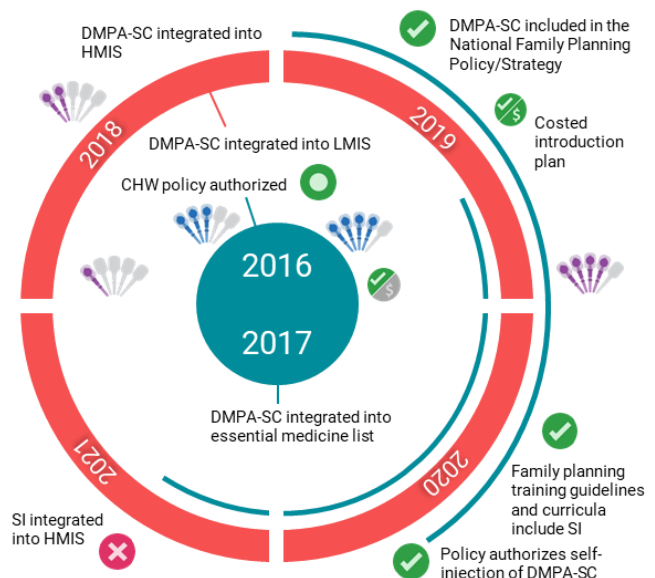 DMPA-SC integrated into
HMIS
DMPA-SC included in the
National Family Planning
Policy/Strategy
2018
2019
$
Costed
introduction
plan
DMPA-SC integrated into LMIS
CHW policy authorized
2016
$
2017
DMPA-SC integrated into
essential medicine list
2021
2020
Family planning
training guidelines
and curricula
include SI
SI integrated
into HMIS
Policy authorizes self-
injection of DMPA-SC